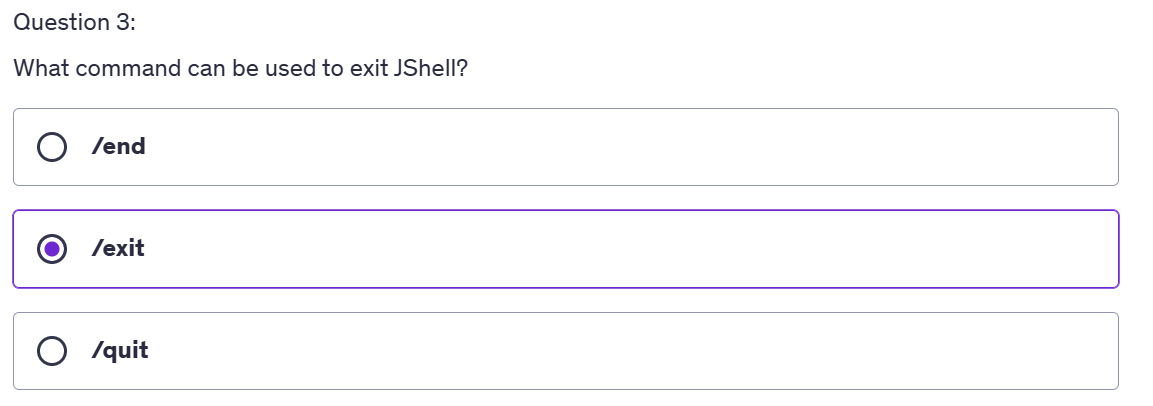 Question 3:
What command can be used to exit JShell?
/end
/exit
/quit